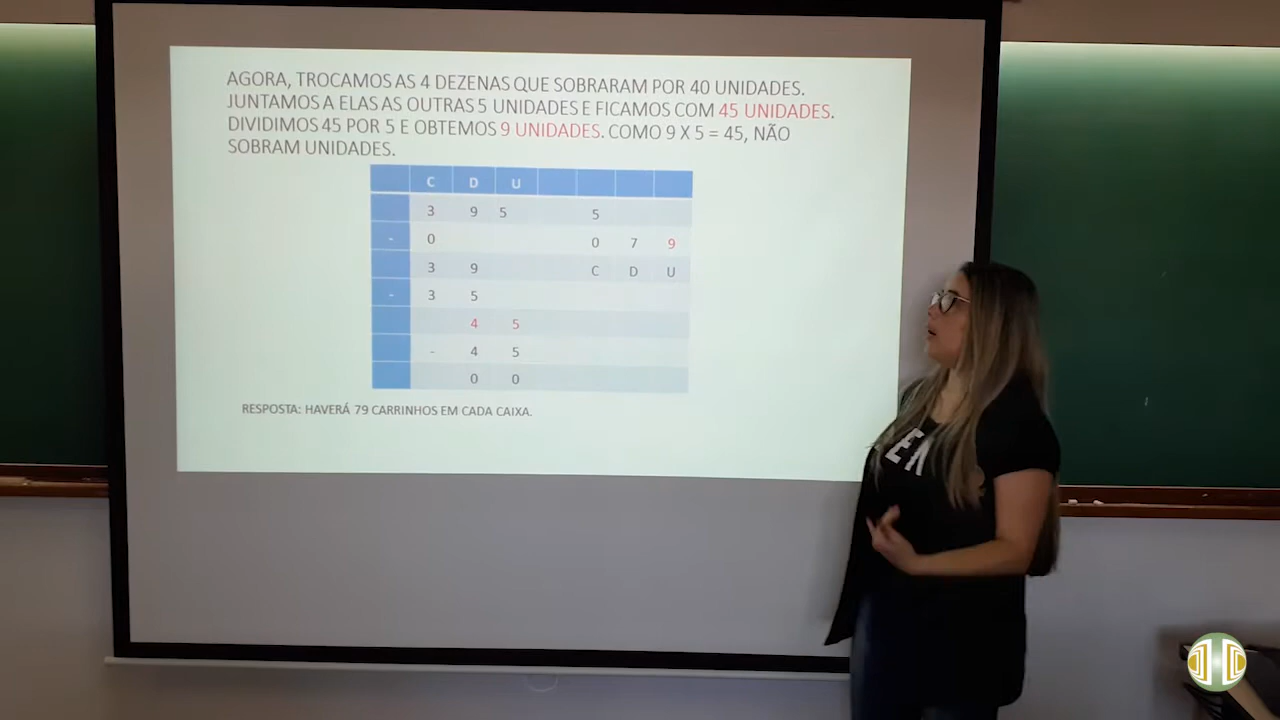 AGORA, TROCAMOS AS 4 DEZENAS QUE SOBRARAM POR 40 UNIDADES.
JUNTAMOS A ELAS AS OUTRAS 5 UNIDADES E FICAMOS COM 45 UNIDADES.
DIVIDIMOS 45 POR 5 E OBTEMOS 9 UNIDADES. COMO 9 X 5 = 45, NÃO
SOBRAM UNIDADES.
C D U
3 9 5 5
- 0 0 7 9
3 9 C D U
- 3 5
4 5
- 4 5
0 0
RESPOSTA: HAVERÁ 79 CARRINHOS EM CADA CAIXA.